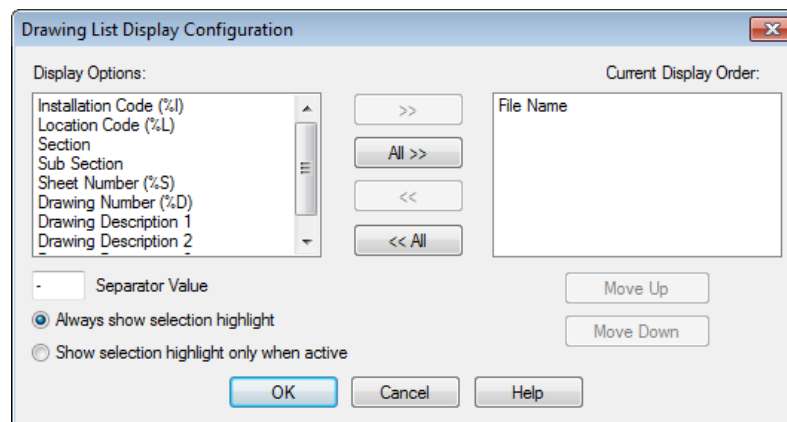 Drawing List Display Configuration
Display Options:
Current Display Order:
Installation Code (%I)
Location Code (%L)
Section
Sub Section
Sheet Number (%S)
Drawing Number (%D)
Drawing Description 1
Drawing Description 2
>>
All >>
<<
<< All
File Name
- Separator Value
Always show selection highlight
Show selection highlight only when active
Move Up
Move Down
OK
Cancel
Help